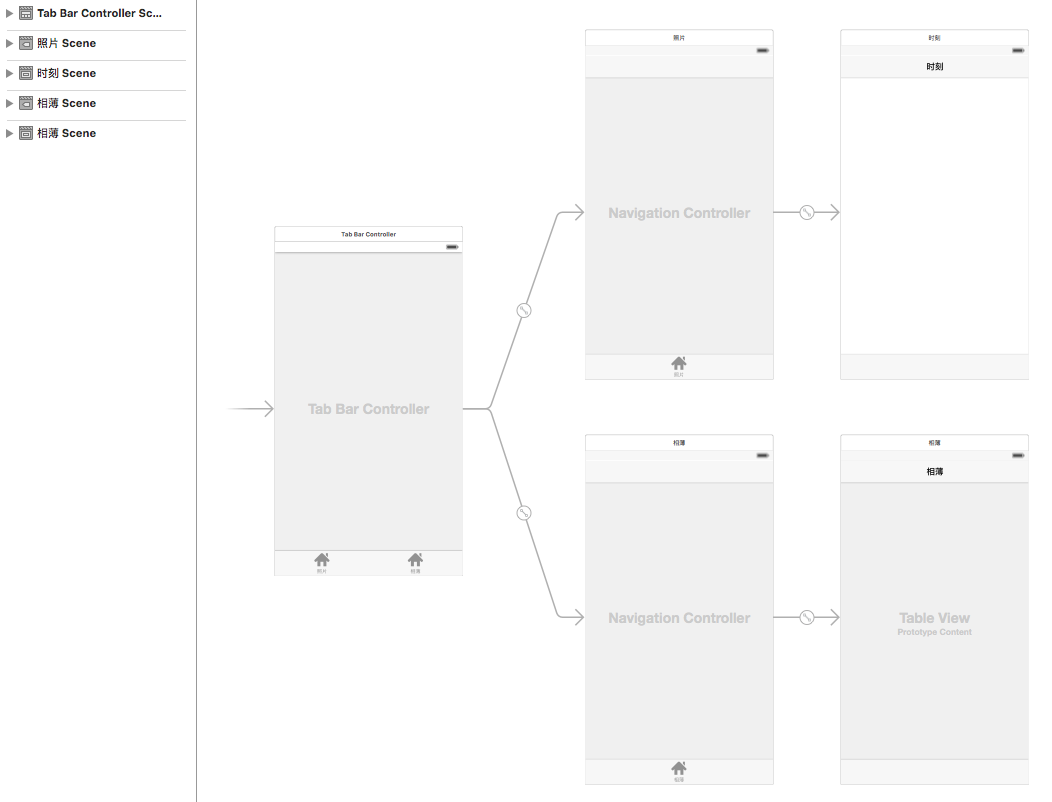 Tab Bar Controller Sc...
照片 Scene
时刻 Scene
相薄 Scene
相薄 Scene
照片
时刻
时刻
Navigation Controller
照片
Tab Bar Controller
Tab Bar Controller
照片
相薄
相薄
相薄
相薄
Navigation Controller
Table View
Prototype Content
相薄